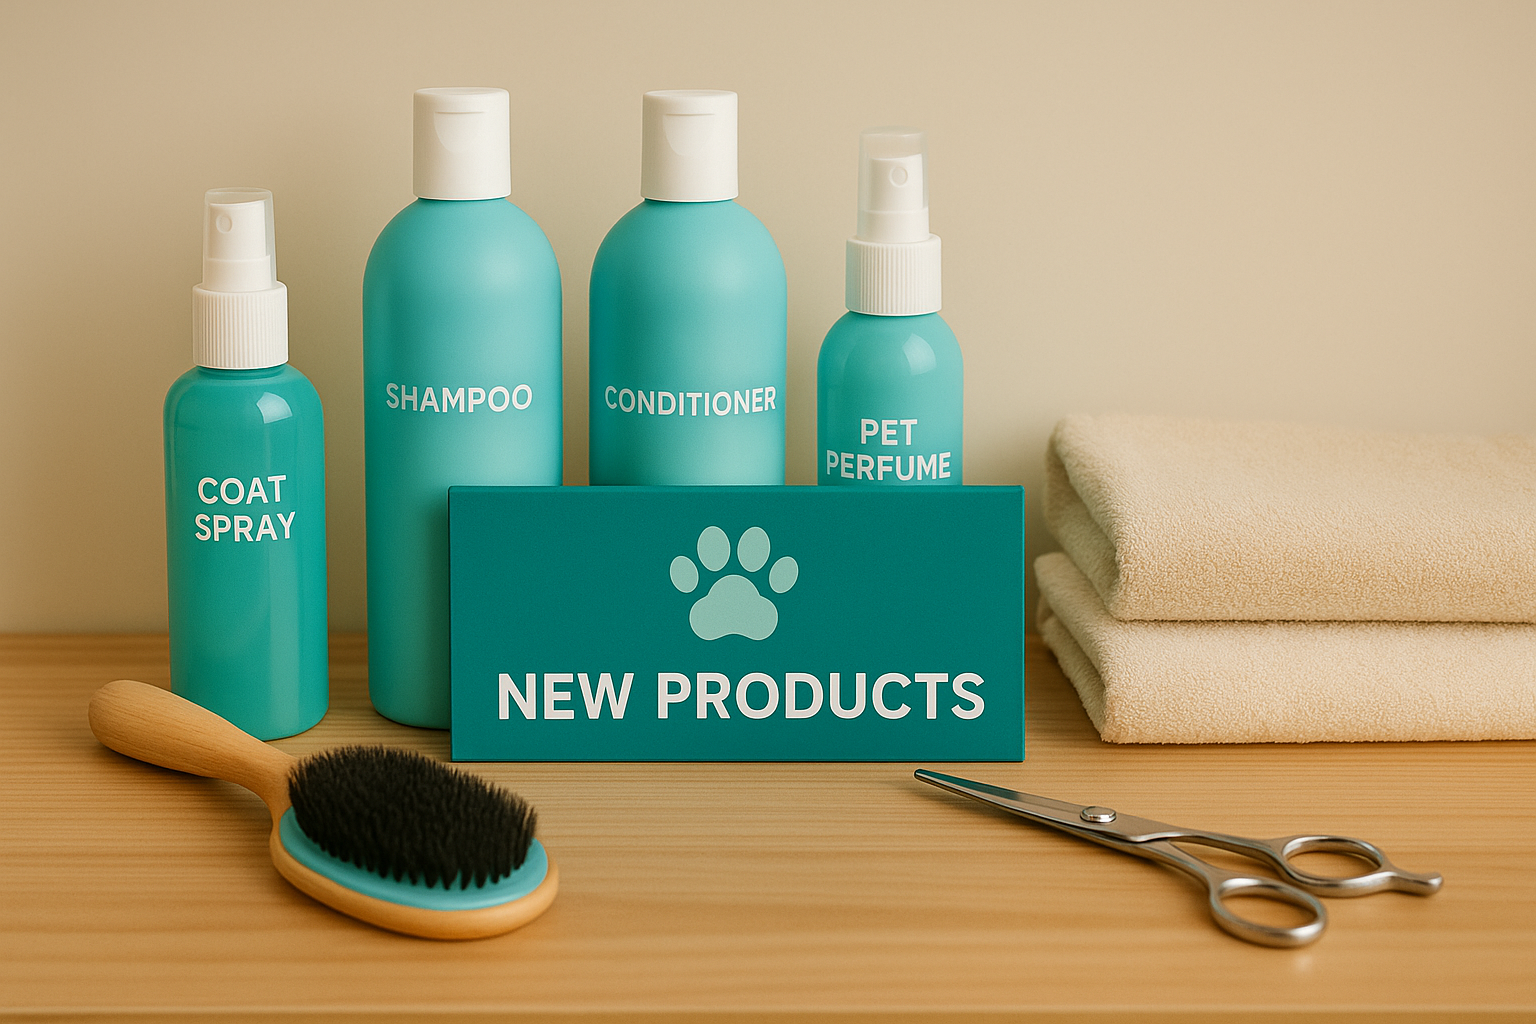 COAT
SPRAY
SHAMPOO
CONDITIONER
PET
PERFUME
NEW PRODUCTS